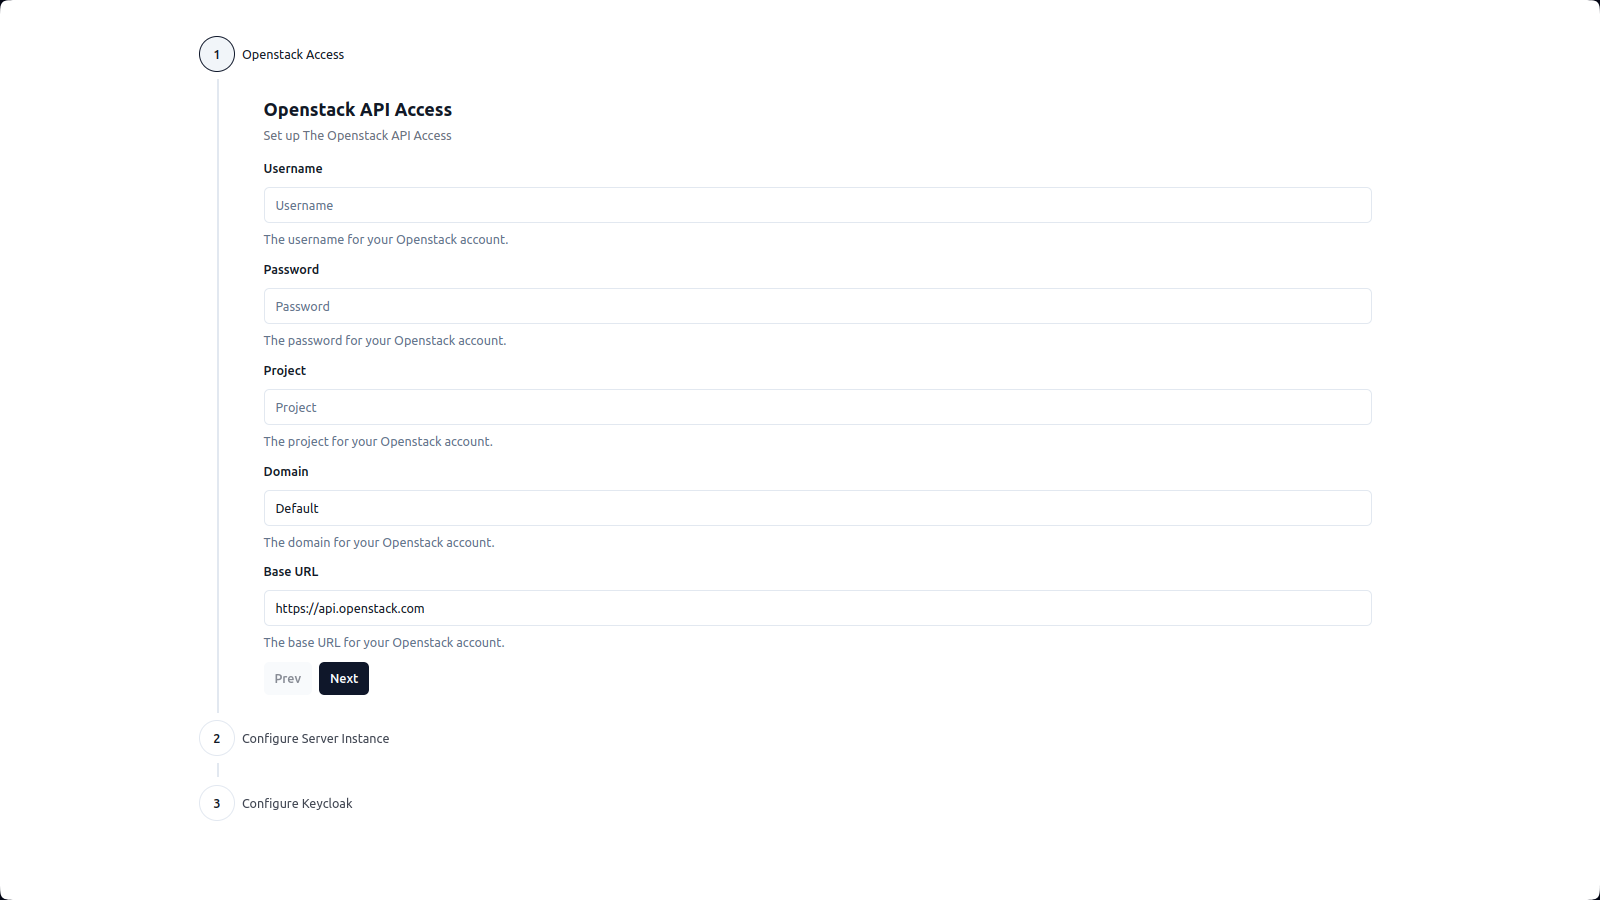 1 Openstack Access
Openstack API Access
Set up The Openstack API Access
Username
Username
The username for your Openstack account.
Password
Password
The password for your Openstack account.
Project
Project
The project for your Openstack account.
Domain
Default
The domain for your Openstack account.
Base URL
https://api.openstack.com
The base URL for your Openstack account.
Prev Next
2 Configure Server Instance
3 Configure Keycloak